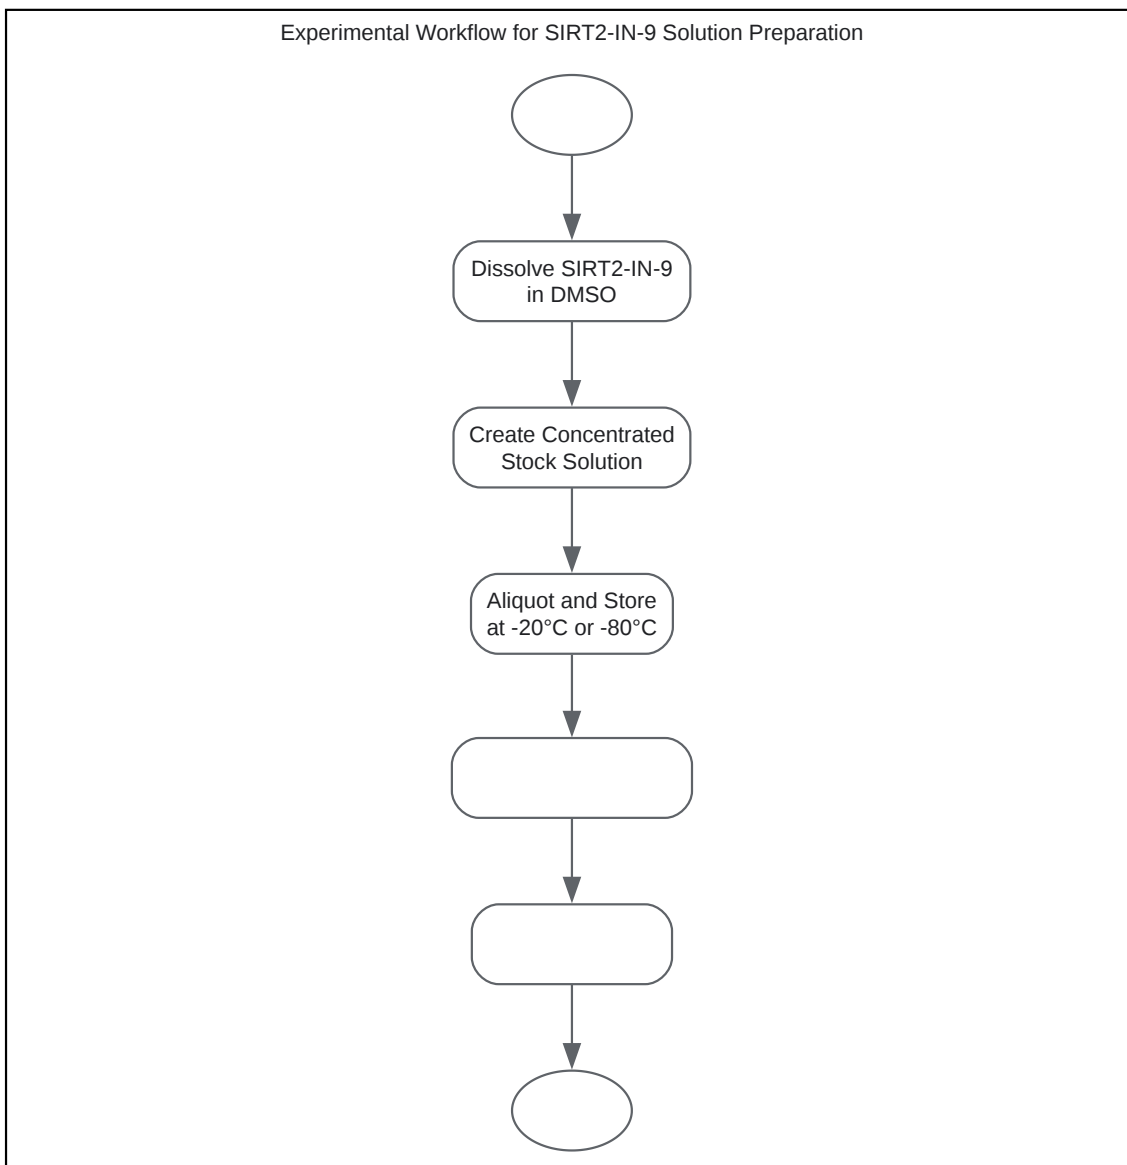 Experimental Workflow for SIRT2-IN-9 Solution Preparation
Dissolve SIRT2-IN-9
in DMSO
Create Concentrated
Stock Solution
Aliquot and Store
at -20°C or -80°C